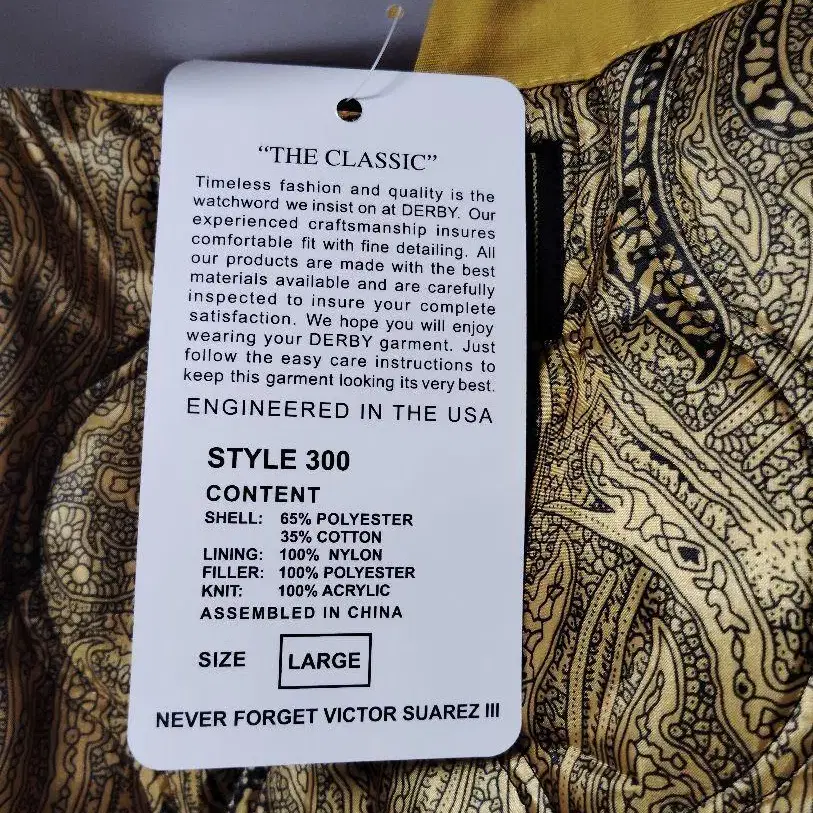 “THE CLASSIC”
Timeless fashion and quality is the
watchword we insist on at DERBY. Our
experienced craftsmanship insures
comfortable fit with fine detailing. All
our products are made with the best
materials available and are carefully
inspected to insure your complete
satisfaction. We hope you will enjoy
wearing your DERBY garment. Just
follow the easy care instructions to
keep this garment looking its very best.
ENGINEERED IN THE USA
STYLE 300
CONTENT
SHELL: 65% POLYESTER
35% COTTON
LINING: 100% NYLON
FILLER: 100% POLYESTER
KNIT: 100% ACRYLIC
ASSEMBLED IN CHINA
SIZE LARGE
NEVER FORGET VICTOR SUAREZ III